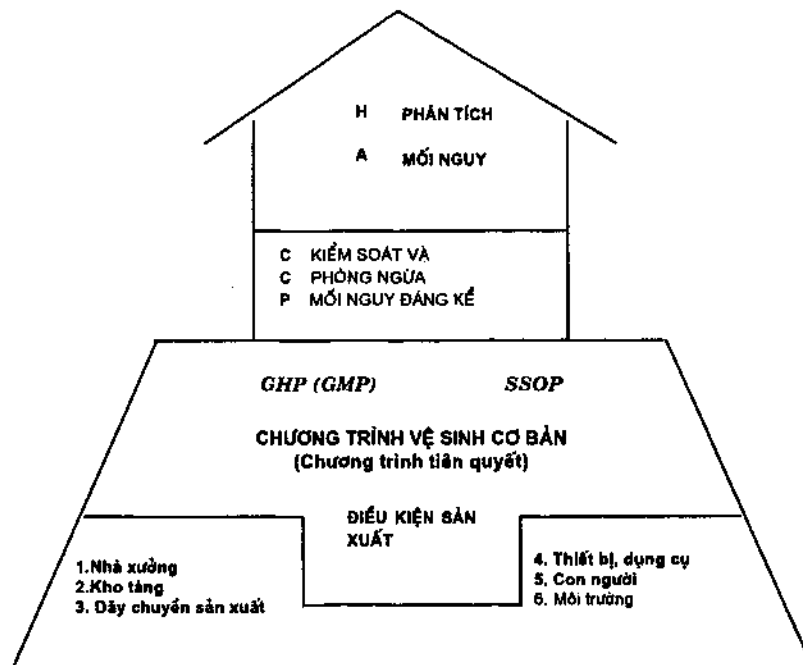 H PHÂN TÍCH
A MỐI NGUY
C KIỂM SOÁT VÀ
C PHÒNG NGỪA
P MỐI NGUY ĐÁNG KỂ
GHP (GMP) SSOP
CHƯƠNG TRÌNH VỆ SINH CƠ BẢN
(Chương trình tiên quyết)
ĐIỀU KIỆN SẢN
XUẤT
1.Nhà xưởng
2.Kho tàng
3. Dây chuyền sản xuất
4. Thiết bị, dụng cụ
5. Con người
6. Môi trường